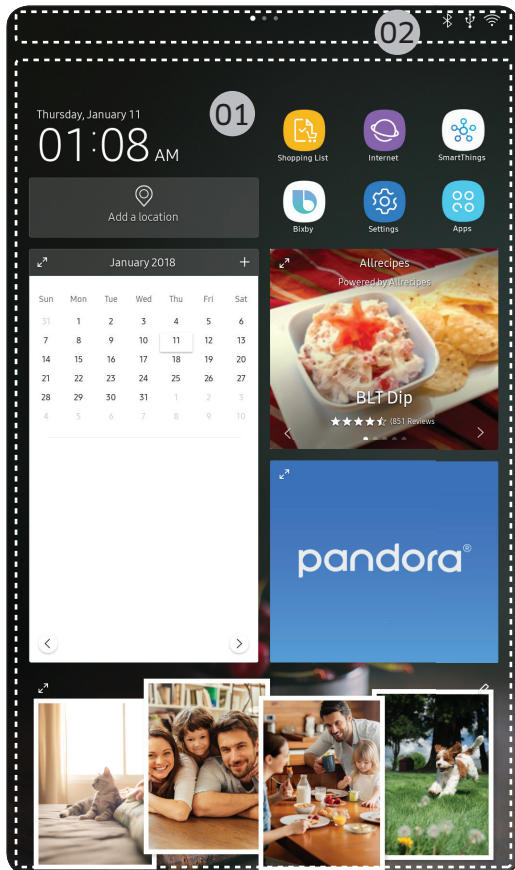 02
01
Thursday, January 11
01:08 AM
Shopping List
Internet
SmartThings
Bixby
Settings
Apps
Add a location
January 2018 +
Sun Mon Tue Wed Thu Fri Sat
31 1 2 3 4 5 6
7 8 9 10 11 12 13
14 15 16 17 18 19 20
21 22 23 24 25 26 27
28 29 30 31 1 2 3
4 5 6 7 8 9 10
Allrecipes
Powered by Allrecipes
BLT Dip
(851 Reviews
pandora®